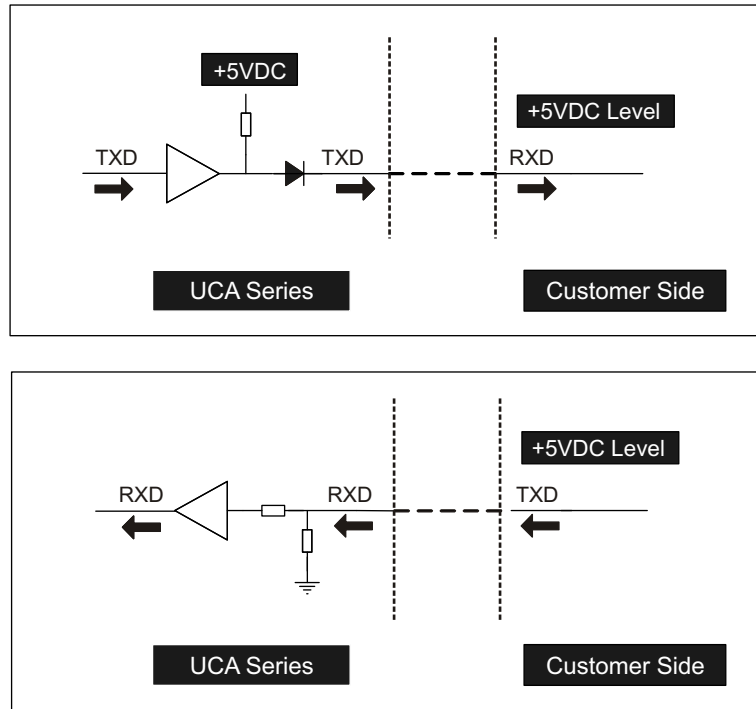 +5VDC
+5VDC Level
TXD
TXD
RXD
UCA Series
Customer Side
+5VDC Level
RXD
RXD
TXD
UCA Series
Customer Side